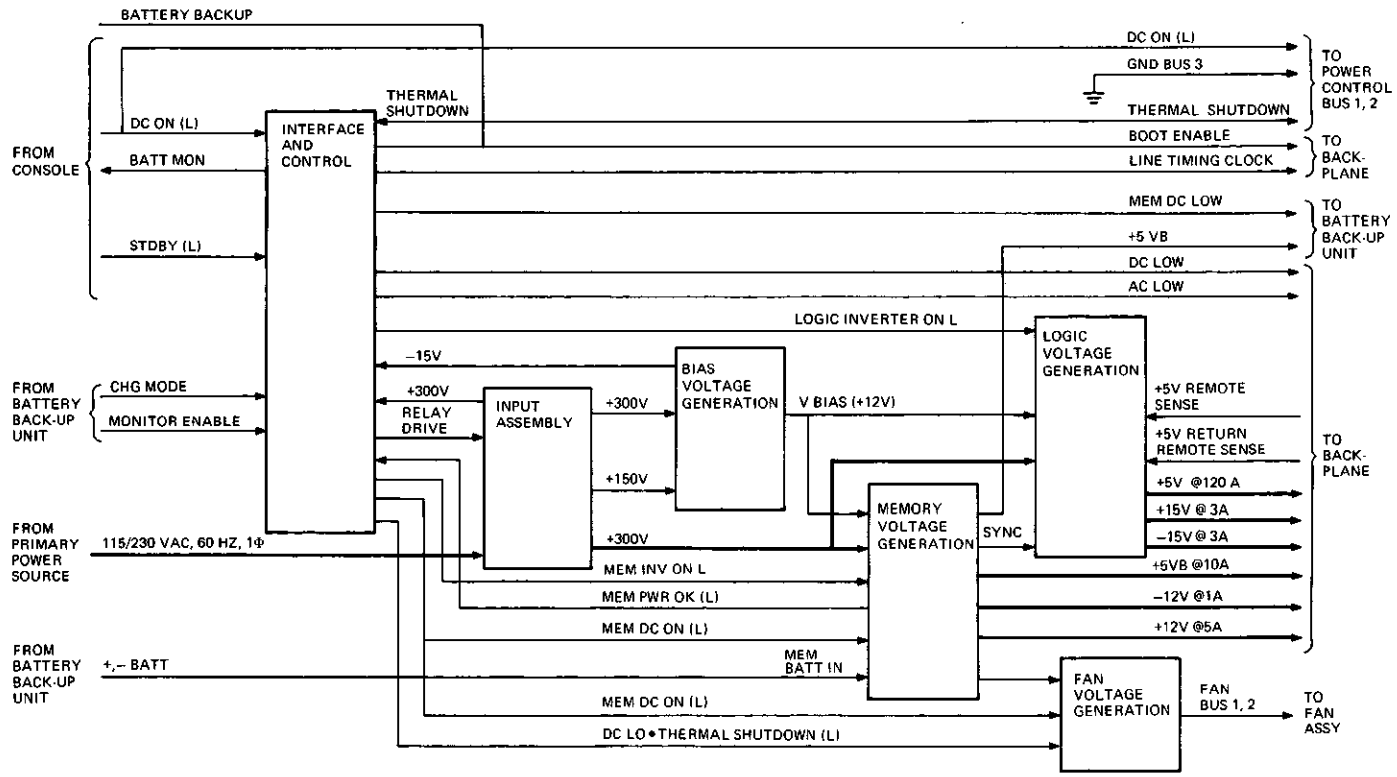 BATTERY BACKUP
DC ON (L)
GND BUS 3
THERMAL SHUTDOWN
TO
POWER
CONTROL
BUS 1, 2
THERMAL
SHUTDOWN
FROM
CONSOLE
DC ON (L)
BATT MON
STDBY (L)
INTERFACE
AND
CONTROL
BOOT ENABLE
LINE TIMING CLOCK
TO
BACK-
PLANE
MEM DC LOW
+5 VB
TO
BATTERY
BACK-UP
UNIT
DC LOW
AC LOW
LOGIC INVERTER ON L
LOGIC
VOLTAGE
GENERATION
−15V
BIAS
VOLTAGE
GENERATION
FROM
BATTERY
BACK-UP
UNIT
CHG MODE
MONITOR ENABLE
+300V
RELAY
DRIVE
INPUT
ASSEMBLY
+300V
+150V
+300V
V BIAS (+12V)
+5V REMOTE
SENSE
+5V RETURN
REMOTE SENSE
+5V @120 A
+15V @ 3A
−15V @ 3A
+5VB @10A
−12V @1A
+12V @5A
TO
BACK-
PLANE
MEMORY
VOLTAGE
GENERATION
SYNC
FROM
PRIMARY
POWER
SOURCE
115/230 VAC, 60 HZ, 1Φ
MEM INV ON L
MEM PWR OK (L)
MEM DC ON (L)
FROM
BATTERY
BACK-UP
UNIT
+,− BATT
MEM
BATT IN
MEM DC ON (L)
DC LO•THERMAL SHUTDOWN (L)
FAN
VOLTAGE
GENERATION
FAN
BUS 1, 2
TO
FAN
ASSY